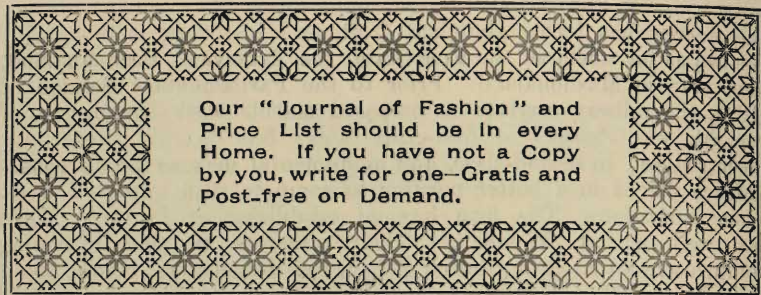 Our "Journal of Fashion" and
Price List should be in every
Home. If you have not a Copy
by you, write for one—Gratis and
Post-free on Demand.